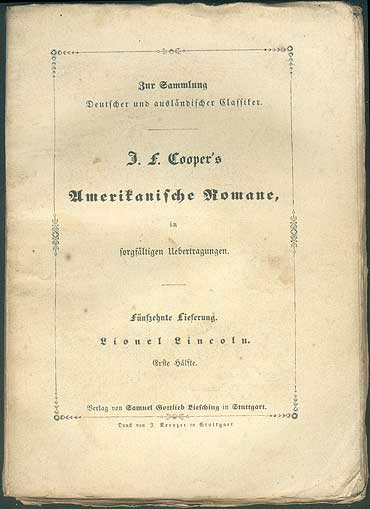 Zur Sammlung
Deutscher und ausländischer Classiker.
J. F. Cooper's
Amerikanische Romane,
in
sorgfältigen Uebertragungen.
Fünfzehnte Lieferung.
Lionel Lincoln.
Erste Hälfte.
Verlag von Samuel Gottlieb Liesching in Stuttgart.
Druck von J. Kreuzer in Stuttgart